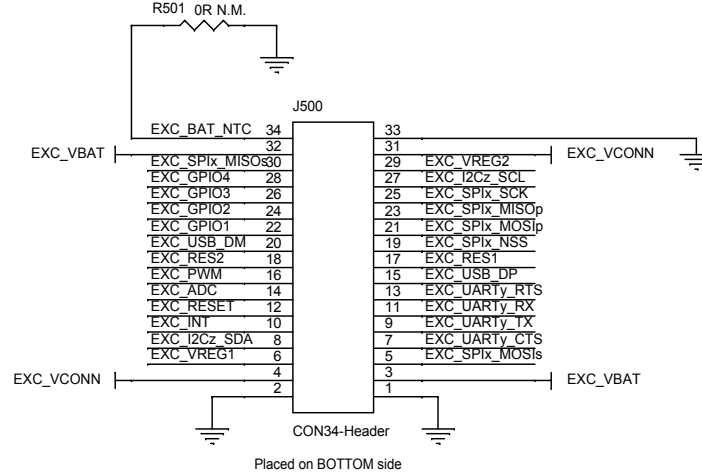 R501 0R N.M.
J500
EXC_BAT_NTC 34 33
EXC_VBAT 32 31 EXC_VCONN
EXC_SPIx_MISOs 30 29 EXC_VREG2
EXC_GPIO4 28 27 EXC_I2Cz_SCL
EXC_GPIO3 26 25 EXC_SPIx_SCK
EXC_GPIO2 24 23 EXC_SPIx_MISOp
EXC_GPIO1 22 21 EXC_SPIx_MOSIp
EXC_USB_DM 20 19 EXC_SPIx_NSS
EXC_RES2 18 17 EXC_RES1
EXC_PWM 16 15 EXC_USB_DP
EXC_ADC 14 13 EXC_UARTy_RTS
EXC_RESET 12 11 EXC_UARTy_RX
EXC_INT 10 9 EXC_UARTy_TX
EXC_I2Cz_SDA 8 7 EXC_UARTy_CTS
EXC_VREG1 6 5 EXC_SPIx_MOSIs
EXC_VCONN 4 3 EXC_VBAT
2 1
CON34-Header
Placed on BOTTOM side